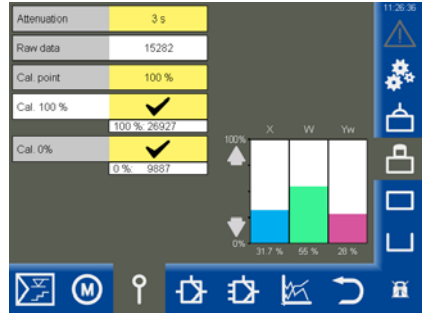 11:26:36
Attenuation 3 s
Raw data 15282
Cal. point 100 %
Cal. 100 %
100 %: 26927
Cal. 0%
0 %: 9887
X W Yw
100%
0%
31.7 % 55 % 28 %
M